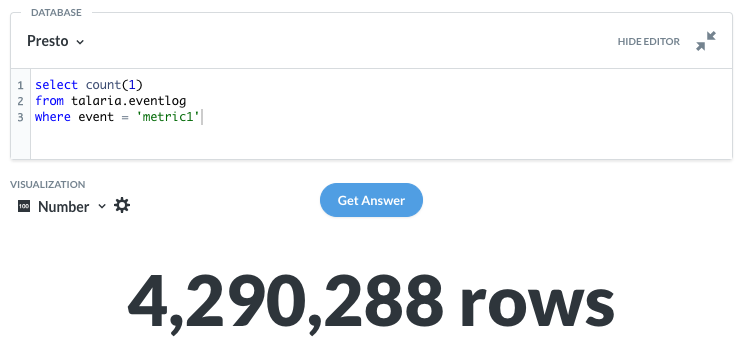 DATABASE
Presto
HIDE EDITOR
1 select count(1)
2 from talaria.eventlog
3 where event = 'metric1'
VISUALIZATION
100 Number
Get Answer
4,290,288 rows